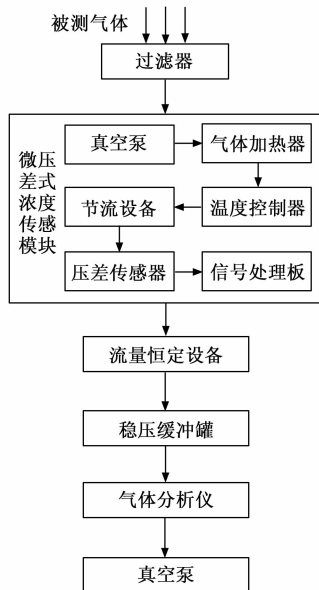 被测气体
过滤器
微压
差式
浓度
传感
模块
真空泵
气体加热器
节流设备
温度控制器
压差传感器
信号处理板
流量恒定设备
稳压缓冲罐
气体分析仪
真空泵